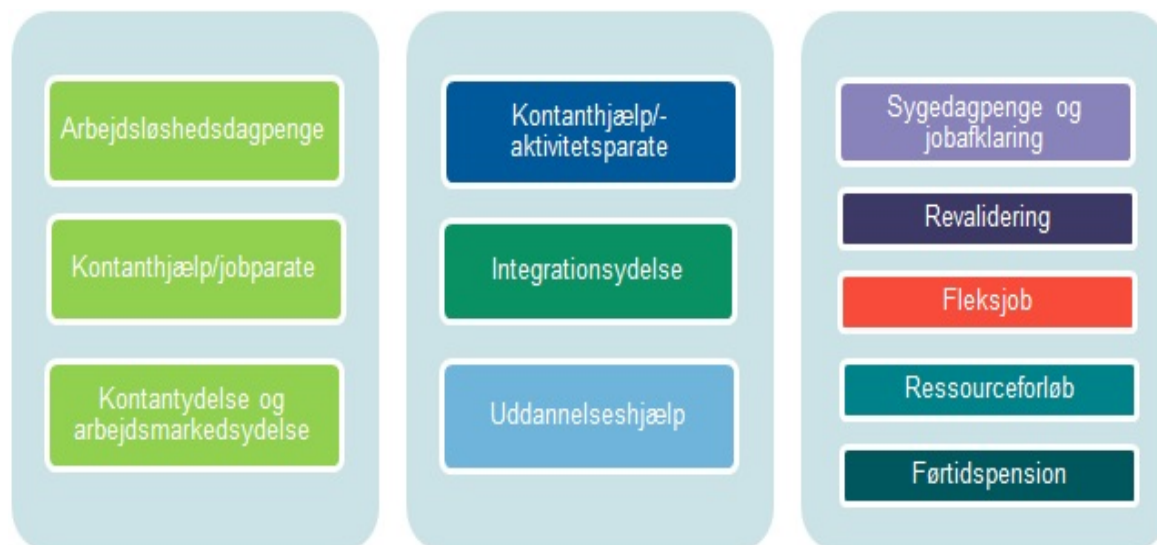 Arbejdsløshedsdagpenge
Kontanthjælp/jobparate
Kontantydelse og
arbejdsmarkedsydelse
Kontanthjælp/-
aktivitetsparate
Integrationsydelse
Uddannelseshjælp
Sygedagpenge og
jobafklaring
Revalidering
Fleksjob
Ressourceforløb
Førtidspension